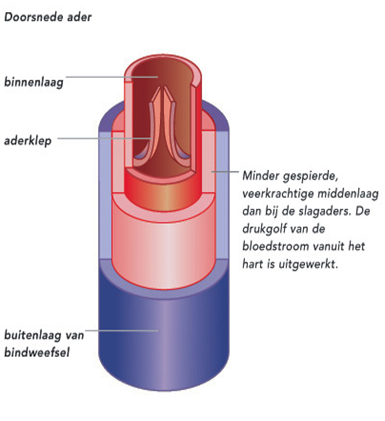 Doorsnede ader
binnenlaag
aderklep
Minder gespierde,
veerkrachtige middenlaag
dan bij de slagaders. De
drukgolf van de
bloedstroom vanuit het
hart is uitgewerkt.
buitenlaag van
bindweefsel